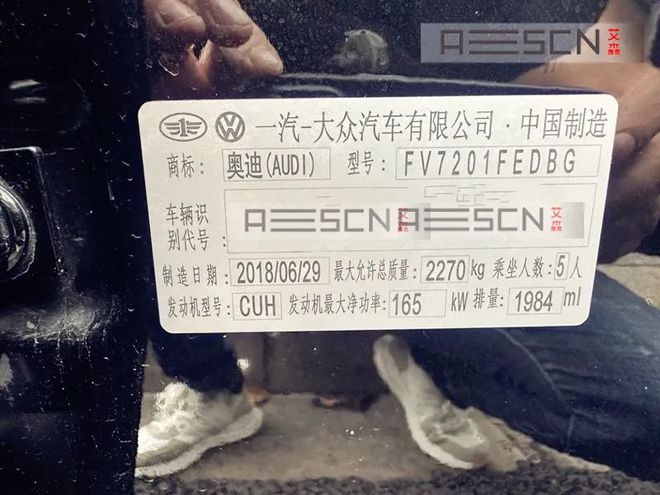 AESCN 艾森
一汽-大众汽车有限公司·中国制造
商标: 奥迪(AUDI) 型号: FV7201FEDBG
车辆识
别代号: AESCN AESCN
制造日期: 2018/06/29 最大允许总质量: 2270 kg 乘坐人数: 5 人
发动机型号: CUH 发动机最大净功率: 165 kW 排量: 1984 ml